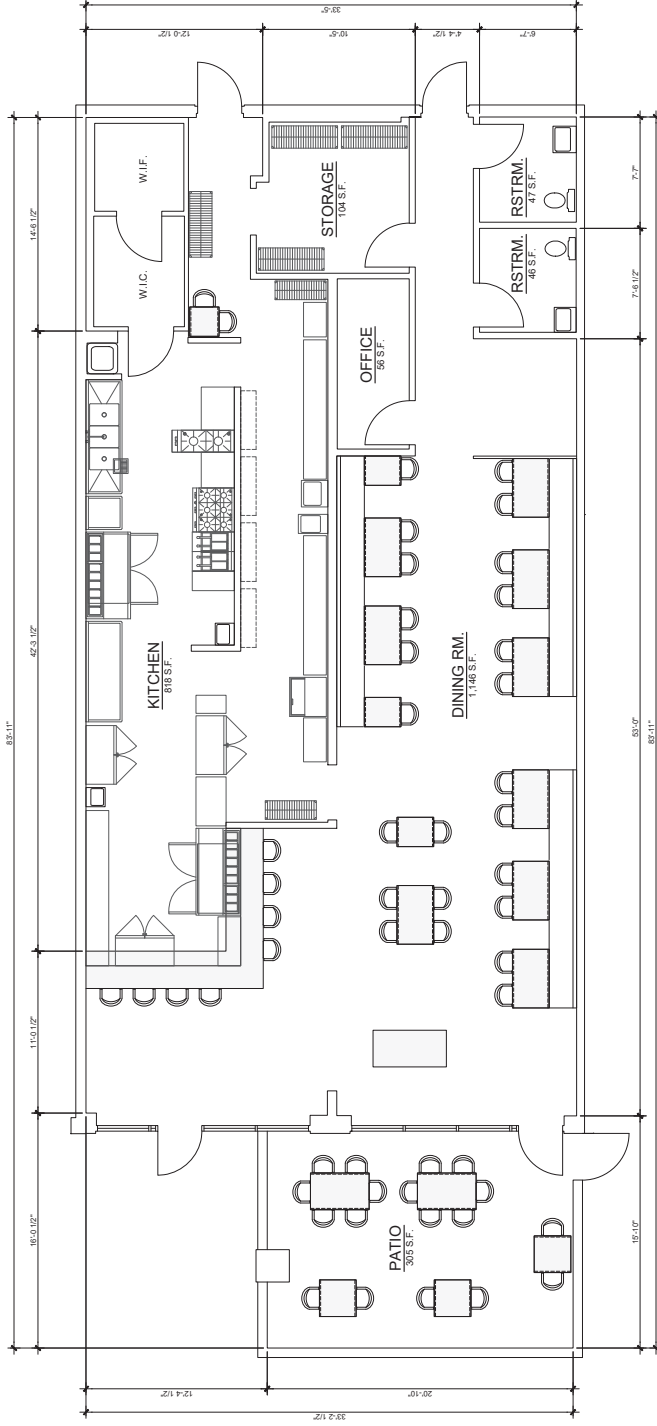 33'-5"
12'-0 1/2"
10'-5"
4'-4 1/2"
6'-7"
W.I.F.
W.I.C.
STORAGE
104 S.F.
RSTRM.
47 S.F.
RSTRM.
46 S.F.
OFFICE
56 S.F.
KITCHEN
818 S.F.
DINING RM.
1,146 S.F.
PATIO
305 S.F.
83'-11"
14'-6 1/2"
42'-3 1/2"
11'-0 1/2"
16'-0 1/2"
7'-7"
7'-6 1/2"
53'-0"
83'-11"
15'-10"
12'-4 1/2"
20'-10"
33'-2 1/2"